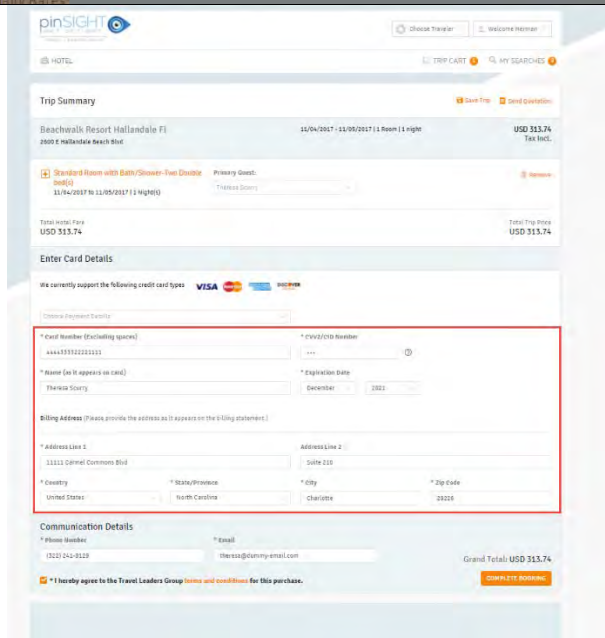 pinSIGHT
Choose Traveler
Welcome Herman
HOTEL
TRIP CART
MY SEARCHES
Trip Summary
Save Trip
Send Quotation
Beachwalk Resort Hallandale Fl
11/04/2017 - 11/05/2017 | 1 Room | 1 night
USD 313.74
2600 E Hallandale Beach Blvd
Tax Incl.
Standard Room with Bath/Shower-Two Double
bed(s)
11/04/2017 to 11/05/2017 | 1 Night(s)
Primary Guest:
Theresa Scurry
Remove
Total Hotel Fare
USD 313.74
Total Trip Price
USD 313.74
Enter Card Details
We currently support the following credit card types
VISA
DISCOVER
Choose Payment Details
* Card Number (Excluding spaces)
* CVV2/CID Number
4444333322221111
* Name (as it appears on card)
* Expiration Date
Theresa Scurry
December
2021
Billing Address (Please provide the address as it appears on the billing statement.)
* Address Line 1
Address Line 2
11111 Carmel Commons Blvd
Suite 210
* Country
* State/Province
* City
* Zip Code
United States
North Carolina
Charlotte
28226
Communication Details
* Phone Number
* Email
(321) 241-0129
theresa@dummy-email.com
Grand Total: USD 313.74
* I hereby agree to the Travel Leaders Group terms and conditions for this purchase.
COMPLETE BOOKING